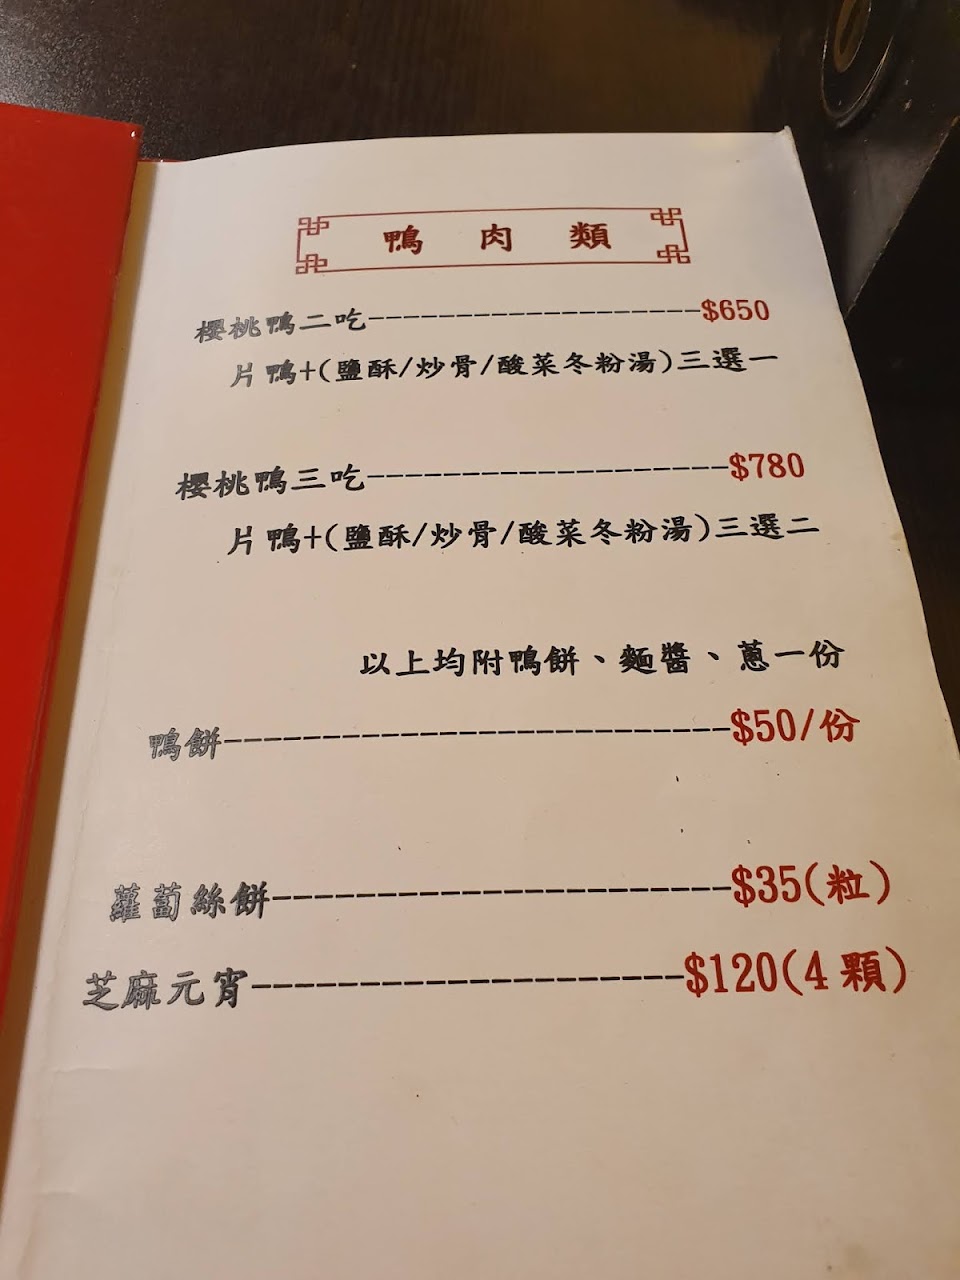 鴨肉類
櫻桃鴨二吃--------------------$650
片鴨+(鹽酥/炒骨/酸菜冬粉湯)三選一
櫻桃鴨三吃--------------------$780
片鴨+(鹽酥/炒骨/酸菜冬粉湯)三選二
以上均附鴨餅、麵醬、蔥一份
鴨餅------------------------------$50/份
蘿蔔絲餅---------------------------$35(粒)
芝麻元宵------------------------$120(4顆)